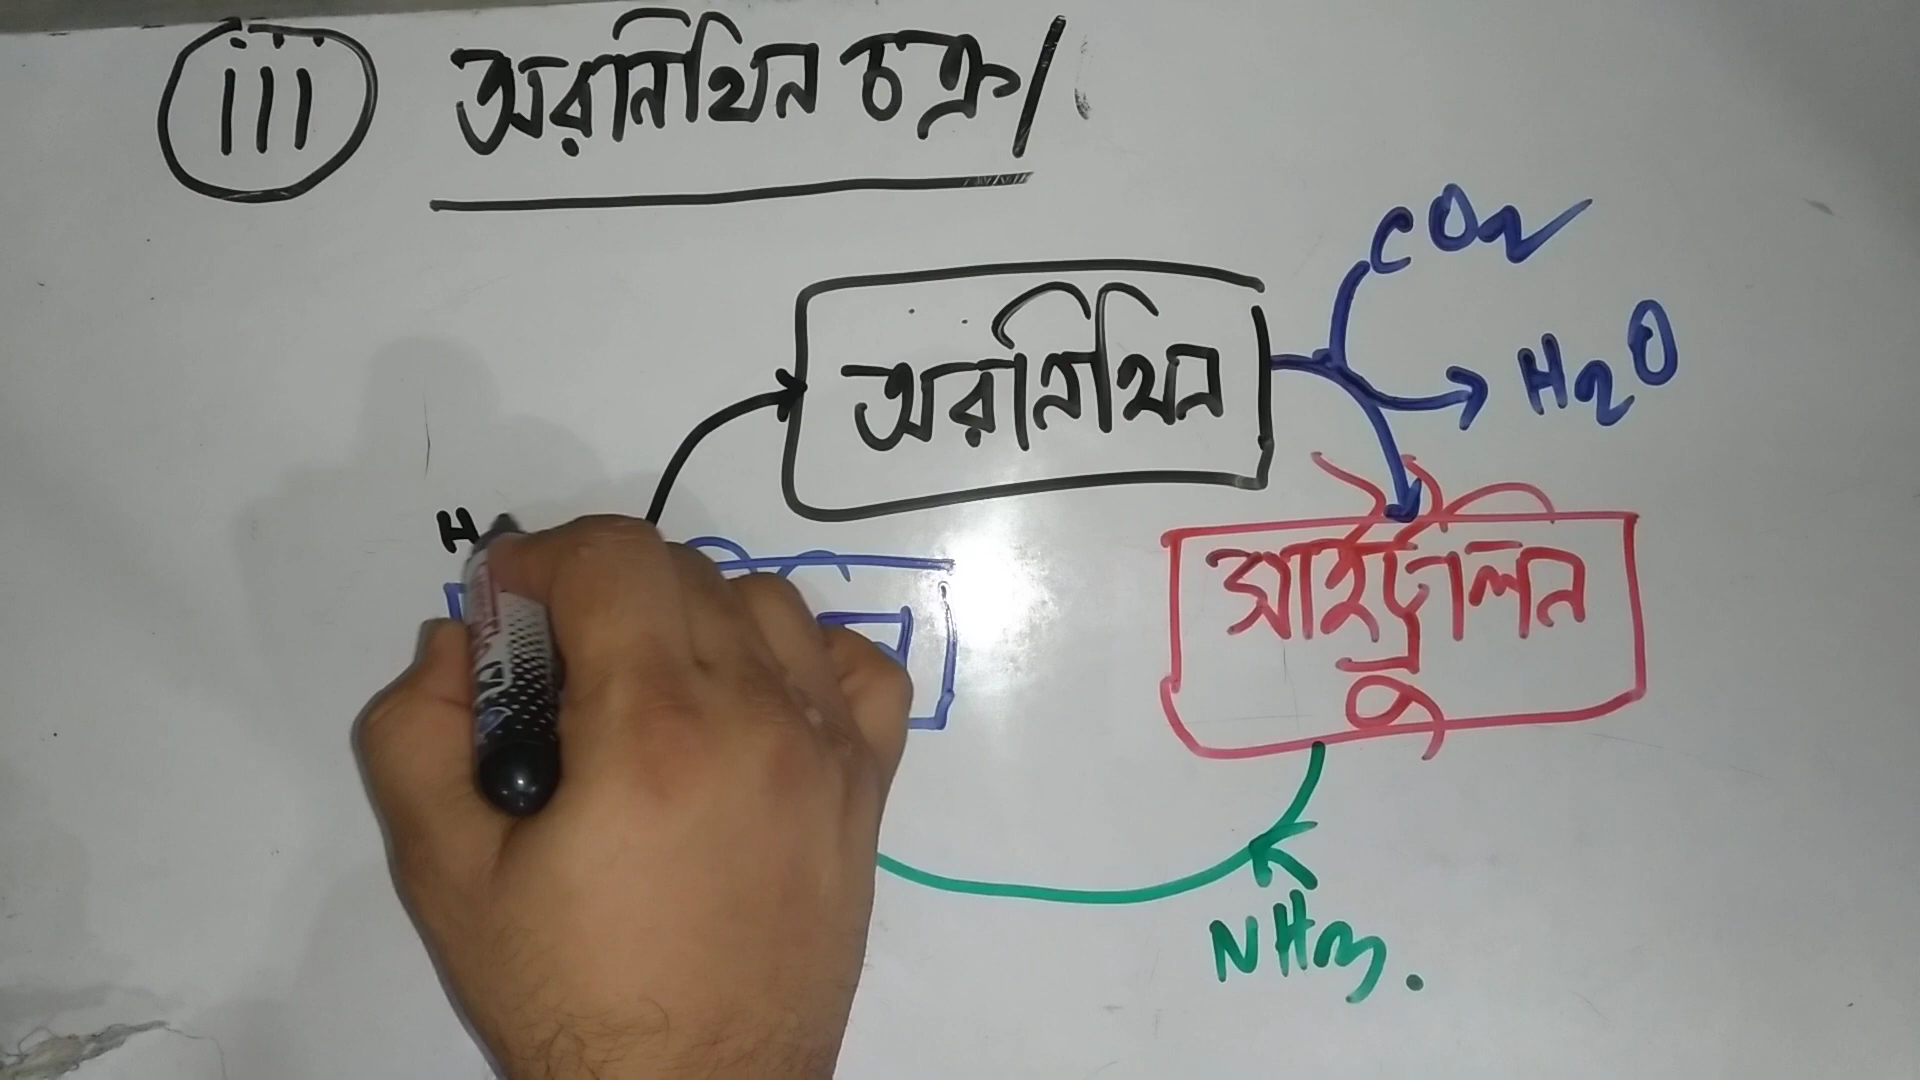 iii অরনিথিন চক্র/
CO2
অরনিথিন
H2O
H
সাইট্রুলিন
NH3.